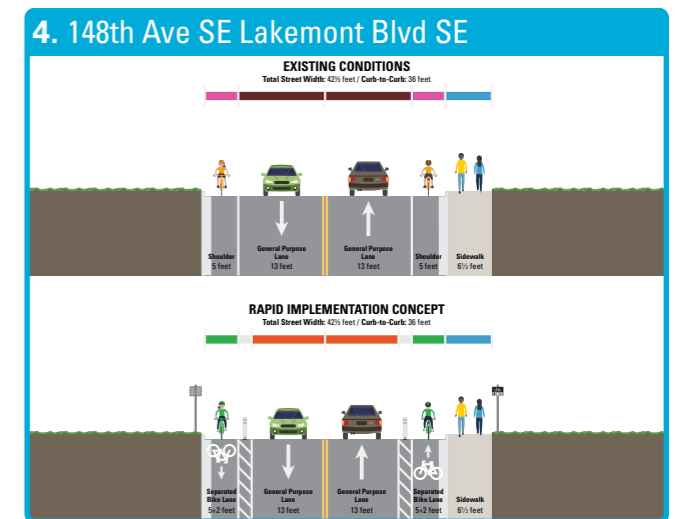 4. 148th Ave SE Lakemont Blvd SE
EXISTING CONDITIONS
Total Street Width: 42½ feet / Curb-to-Curb: 36 feet
Shoulder
5 feet
General Purpose
Lane
13 feet
General Purpose
Lane
13 feet
Shoulder
5 feet
Sidewalk
6½ feet
RAPID IMPLEMENTATION CONCEPT
Total Street Width: 42½ feet / Curb-to-Curb: 36 feet
Separated
Bike Lane
5+2 feet
General Purpose
Lane
13 feet
General Purpose
Lane
13 feet
Separated
Bike Lane
5+2 feet
Sidewalk
6½ feet